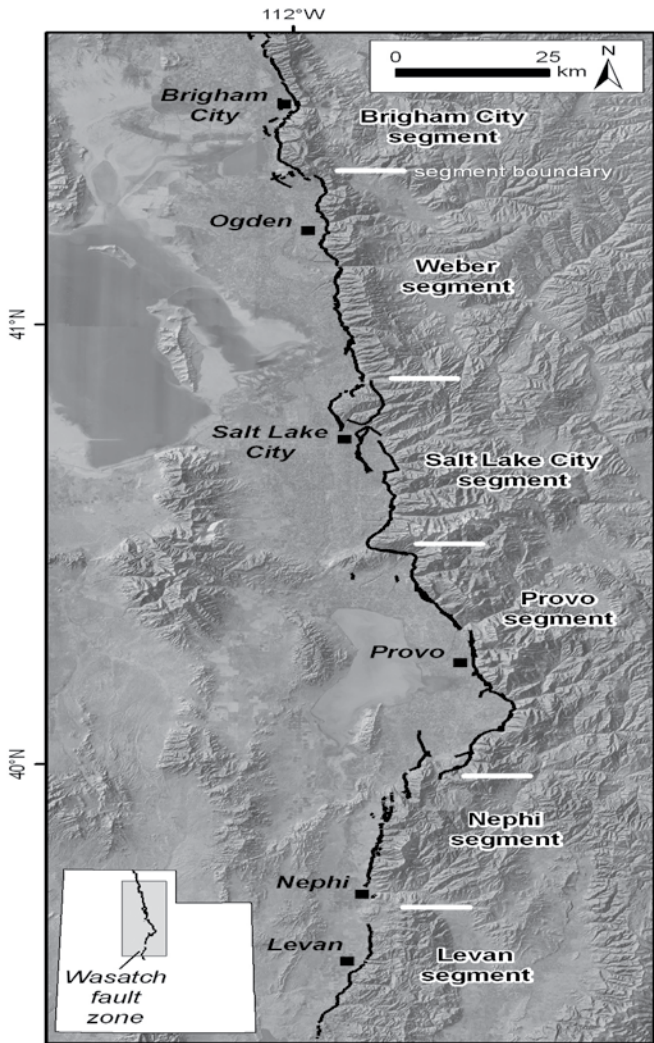 112°W
0 25
km
N
Brigham
City
Brigham City
segment
segment boundary
Ogden
Weber
segment
41°N
Salt Lake
City
Salt Lake City
segment
Provo
segment
Provo
40°N
Nephi
segment
Nephi
Levan
Levan
segment
Wasatch
fault
zone